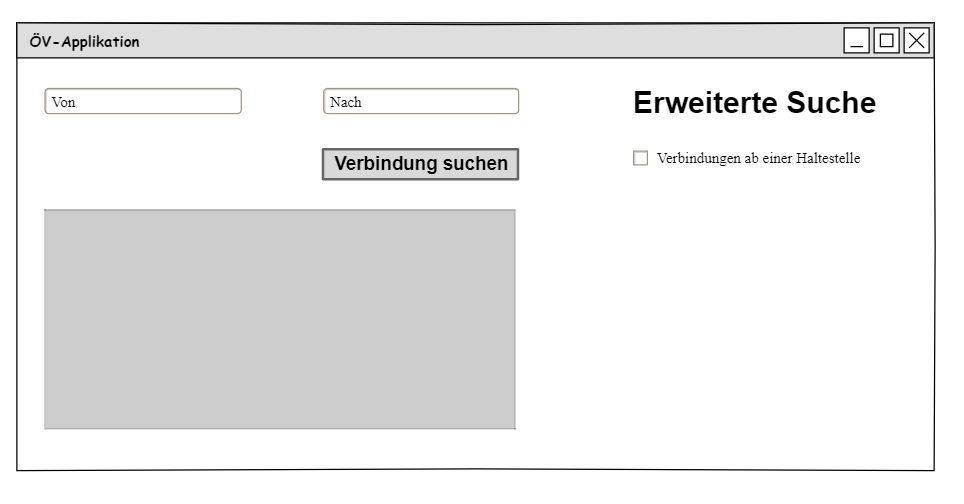 ÖV-Applikation
Von
Nach
Erweiterte Suche
Verbindung suchen
Verbindungen ab einer Haltestelle